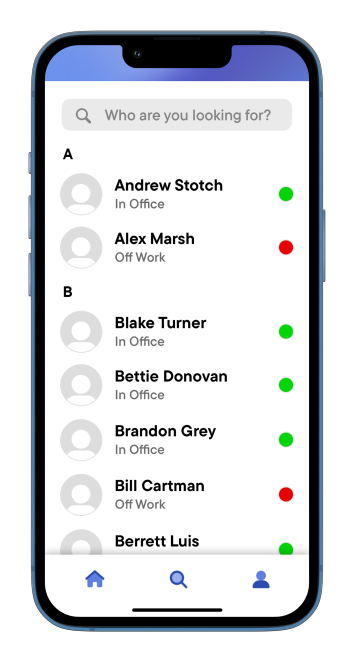 Who are you looking for?
A
Andrew Stotch
In Office
Alex Marsh
Off Work
B
Blake Turner
In Office
Bettie Donovan
In Office
Brandon Grey
In Office
Bill Cartman
Off Work
Berrett Luis